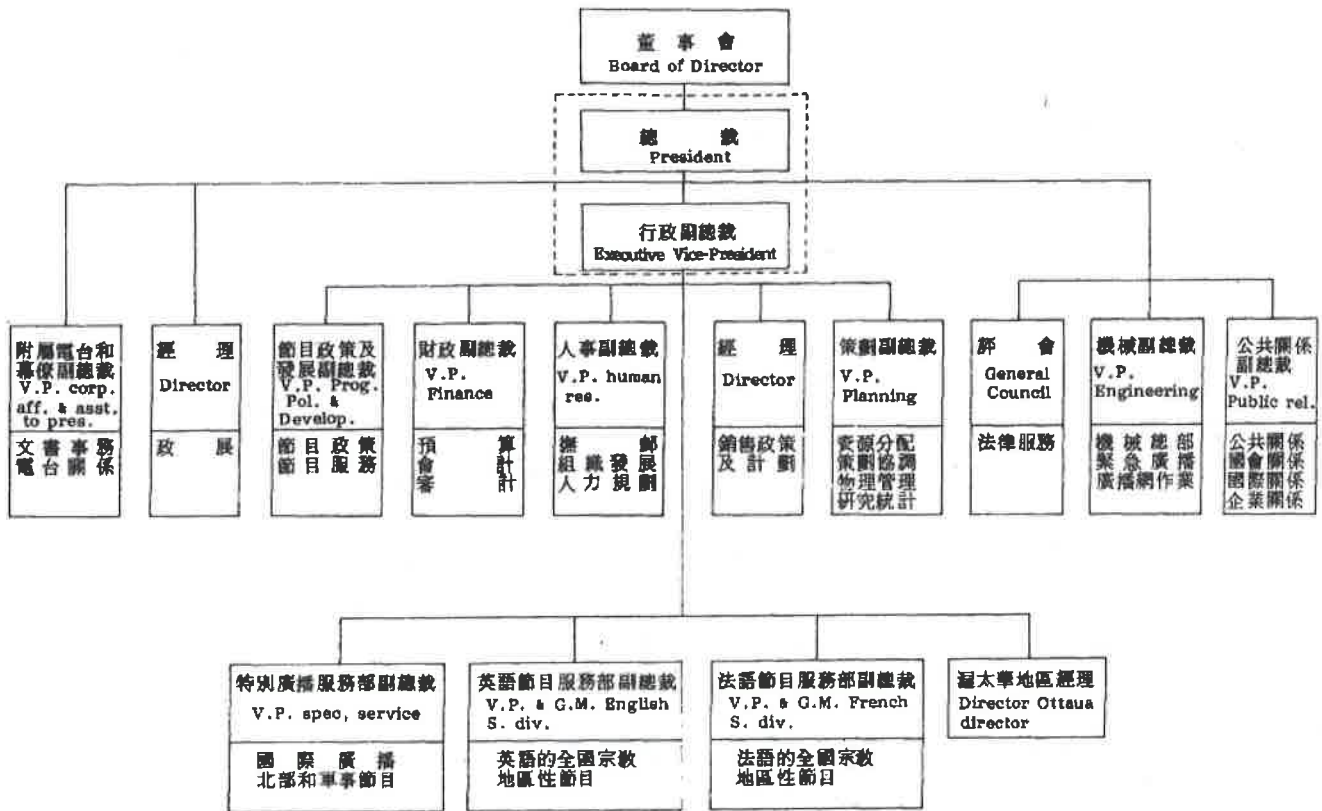 董事會
Board of Director
總裁
President
行政副總裁
Executive Vice-President
附屬電台和
幕僚副總裁
V.P. corp.
aff. & asst.
to pres.
文書事務
電台關係
經理
Director
政展
節目政策及
發展副總裁
V.P. Prog.
Pol. &
Develop.
節目政策
節目服務
財政副總裁
V.P.
Finance
預算
會計
審計
人事副總裁
V.P. human
res.
撫卹
組織發展
人力規劃
經理
Director
銷售政策
及計劃
策劃副總裁
V.P.
Planning
資源分配
策劃協調
物理管理
研究統計
評會
General
Council
法律服務
機械副總裁
V.P.
Engineering
機械總部
緊急廣播
廣播網作業
公共關係
副總裁
V.P.
Public rel.
公共關係
國會關係
國際關係
企業關係
特別廣播服務部副總裁
V.P. spec, service
國際廣播
北部和軍事節目
英語節目服務部副總裁
V.P. & G.M. English
S. div.
英語的全國宗教
地區性節目
法語節目服務部副總裁
V.P. & G.M. French
S. div.
法語的全國宗教
地區性節目
渥太華地區經理
Director Ottaua
director